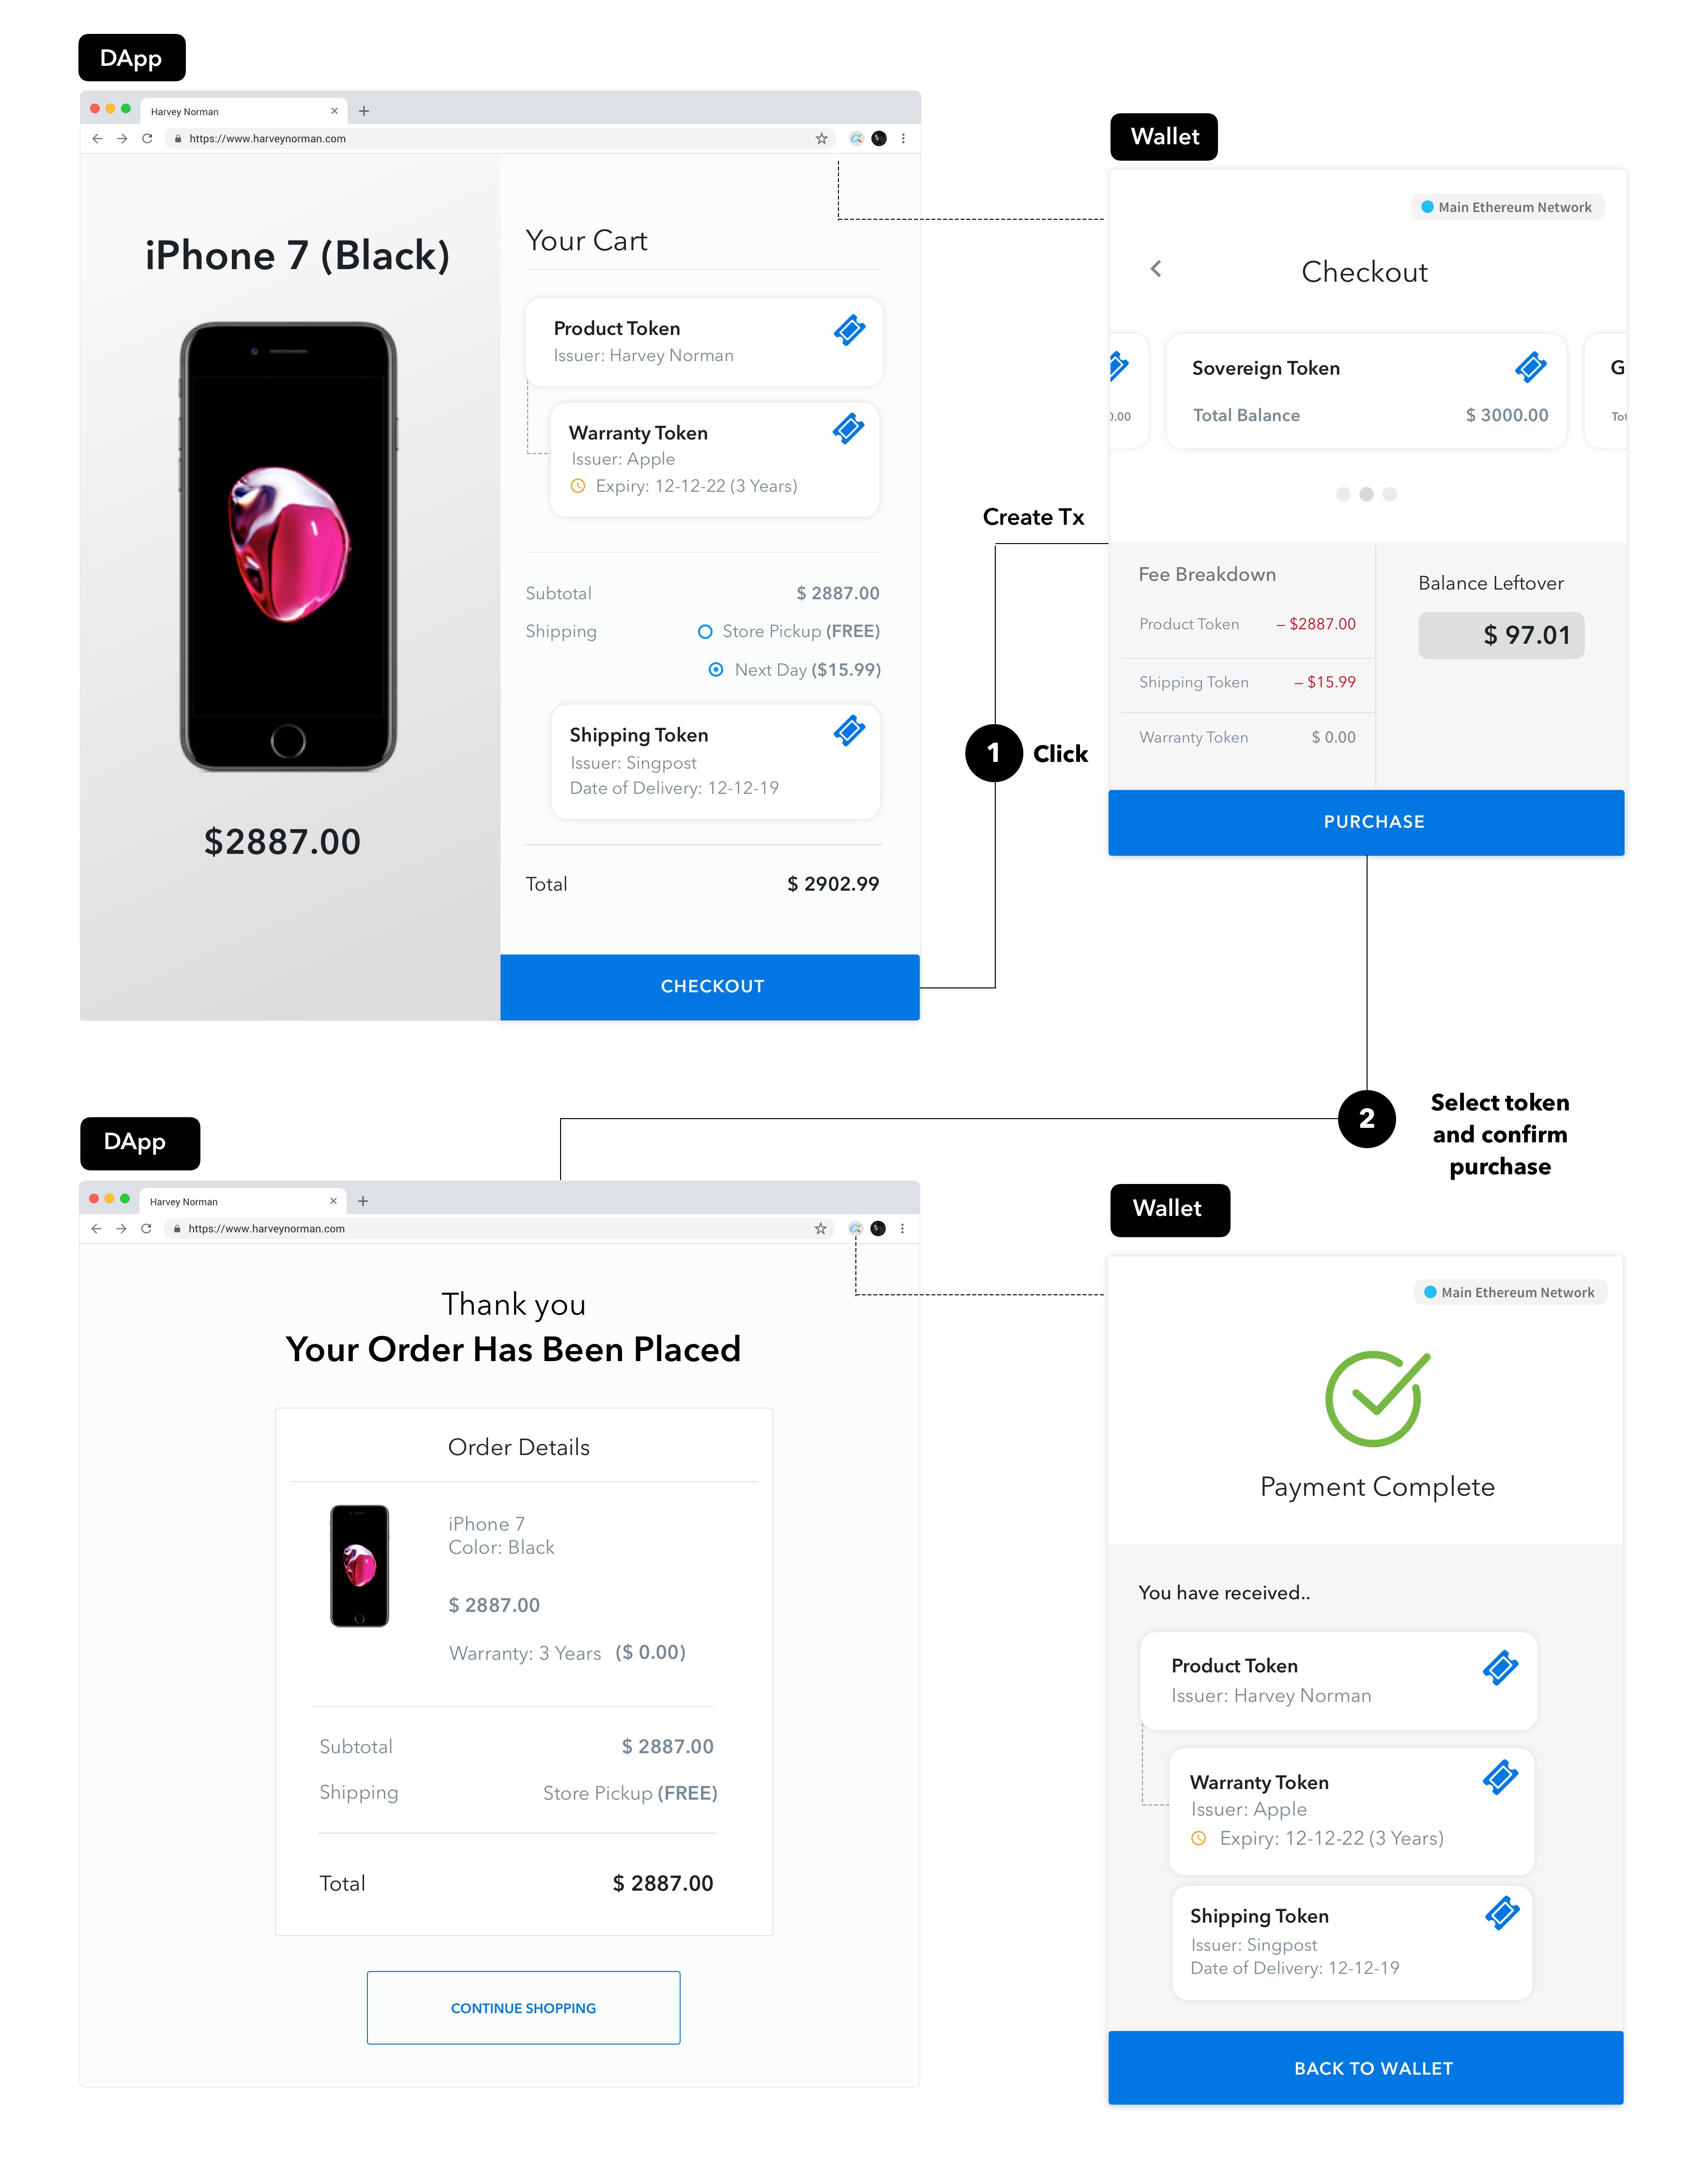 DApp
Harvey Norman
https://www.harveynorman.com
iPhone 7 (Black)
$2887.00
Your Cart
Product Token
Issuer: Harvey Norman
Warranty Token
Issuer: Apple
Expiry: 12-12-22 (3 Years)
Subtotal $ 2887.00
Shipping Store Pickup (FREE)
Next Day ($15.99)
Shipping Token
Issuer: Singpost
Date of Delivery: 12-12-19
Total $ 2902.99
CHECKOUT
Create Tx
1 Click
Wallet
Main Ethereum Network
Checkout
Sovereign Token
Total Balance $ 3000.00
Fee Breakdown
Product Token – $2887.00
Shipping Token – $15.99
Warranty Token $ 0.00
Balance Leftover
$ 97.01
PURCHASE
2
Select token
and confirm
purchase
DApp
Harvey Norman
https://www.harveynorman.com
Thank you
Your Order Has Been Placed
Order Details
iPhone 7
Color: Black
$ 2887.00
Warranty: 3 Years ($ 0.00)
Subtotal $ 2887.00
Shipping Store Pickup (FREE)
Total $ 2887.00
CONTINUE SHOPPING
Wallet
Main Ethereum Network
Payment Complete
You have received..
Product Token
Issuer: Harvey Norman
Warranty Token
Issuer: Apple
Expiry: 12-12-22 (3 Years)
Shipping Token
Issuer: Singpost
Date of Delivery: 12-12-19
BACK TO WALLET